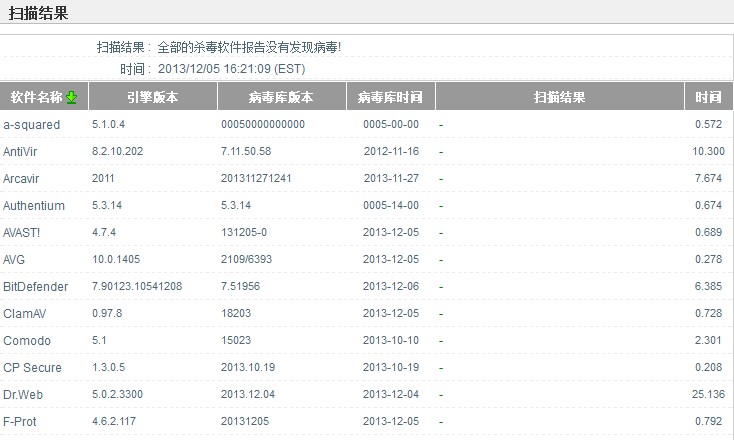 扫描结果
扫描结果： 全部的杀毒软件报告没有发现病毒!
时间： 2013/12/05 16:21:09 (EST)
软件名称 引擎版本 病毒库版本 病毒库时间 扫描结果 时间
a-squared 5.1.0.4 00050000000000 0005-00-00 - 0.572
AntiVir 8.2.10.202 7.11.50.58 2012-11-16 - 10.300
Arcavir 2011 201311271241 2013-11-27 - 7.674
Authentium 5.3.14 5.3.14 0005-14-00 - 0.674
AVAST! 4.7.4 131205-0 2013-12-05 - 0.689
AVG 10.0.1405 2109/6393 2013-12-05 - 0.278
BitDefender 7.90123.10541208 7.51956 2013-12-06 - 6.385
ClamAV 0.97.8 18203 2013-12-05 - 0.728
Comodo 5.1 15023 2013-10-10 - 2.301
CP Secure 1.3.0.5 2013.10.19 2013-10-19 - 0.208
Dr.Web 5.0.2.3300 2013.12.04 2013-12-04 - 25.136
F-Prot 4.6.2.117 20131205 2013-12-05 - 0.792